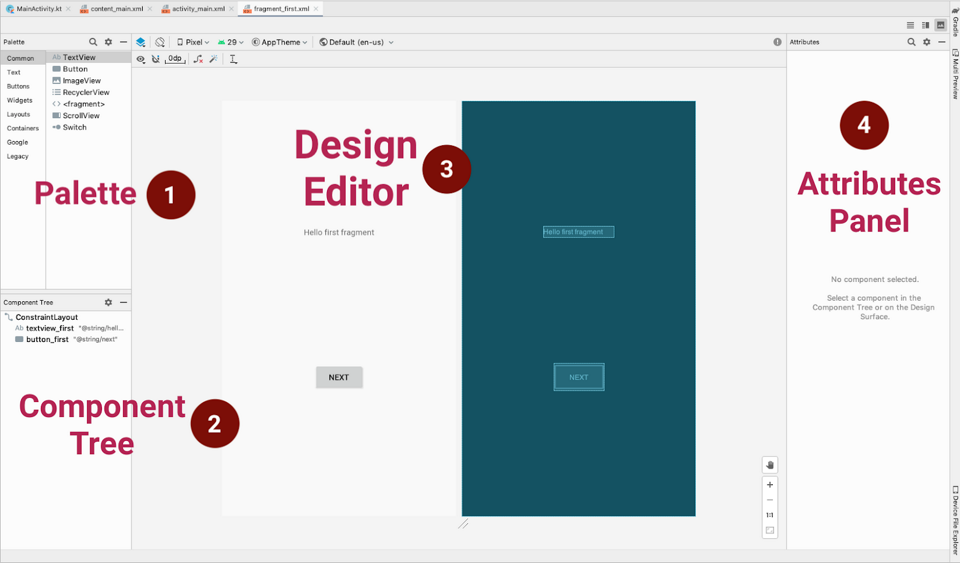 MainActivity.kt content_main.xml activity_main.xml fragment_first.xml
Palette
Pixel 29 AppTheme Default (en-us)
Attributes
0dp
Common
Text
Buttons
Widgets
Layouts
Containers
Google
Legacy
Ab TextView
Button
ImageView
RecyclerView
<fragment>
ScrollView
Switch
Palette 1
Design
Editor
3
Hello first fragment
NEXT
Hello first fragment
NEXT
4
Attributes
Panel
No component selected.
Select a component in the
Component Tree or on the Design
Surface.
Component Tree
ConstraintLayout
Ab textview_first "@string/hell...
button_first "@string/next"
Component
Tree
2
1:1
Gradle
Multi Preview
Device File Explorer